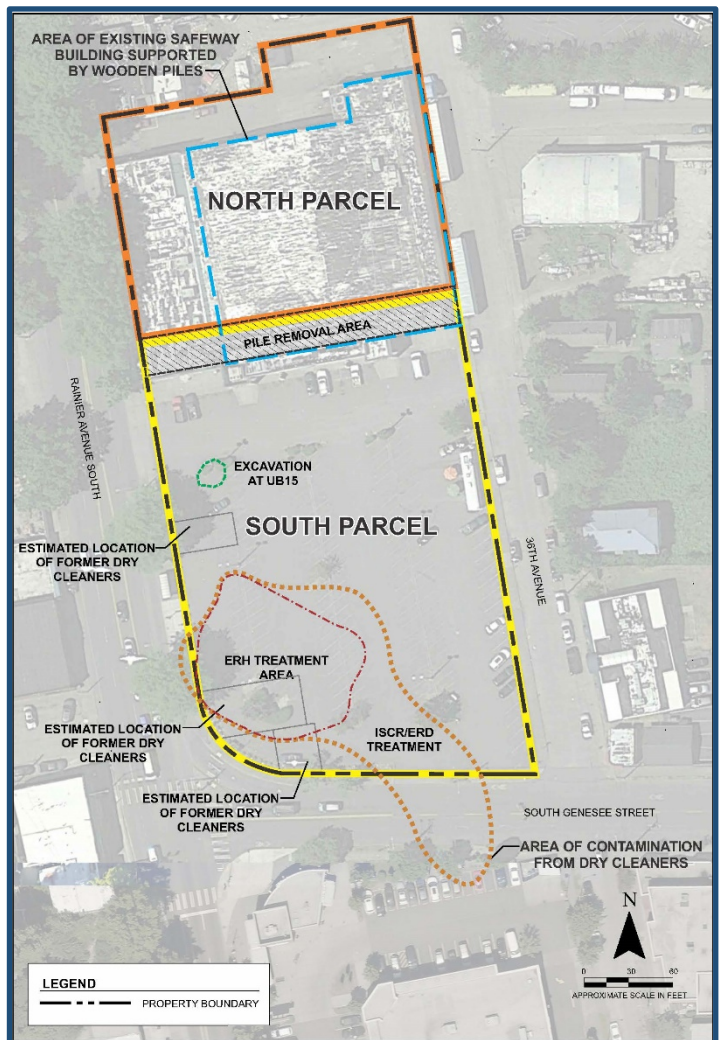 AREA OF EXISTING SAFEWAY
BUILDING SUPPORTED
BY WOODEN PILES
NORTH PARCEL
PILE REMOVAL AREA
RAINIER AVENUE SOUTH
EXCAVATION
AT UB15
SOUTH PARCEL
ESTIMATED LOCATION
OF FORMER DRY
CLEANERS
36TH AVENUE
ERH TREATMENT
AREA
ESTIMATED LOCATION
OF FORMER DRY
CLEANERS
ISCR/ERD
TREATMENT
ESTIMATED LOCATION
OF FORMER DRY
CLEANERS
SOUTH GENESEE STREET
AREA OF CONTAMINATION
FROM DRY CLEANERS
N
0 30 60
APPROXIMATE SCALE IN FEET
LEGEND
PROPERTY BOUNDARY